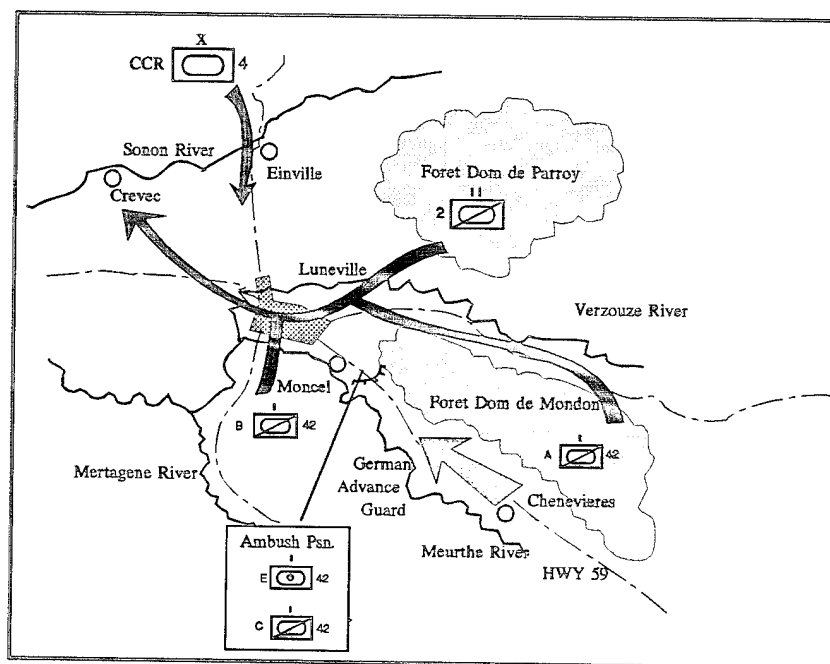 X
CCR 4
Sonon River
Einville
Crevec
Foret Dom de Parroy
II
2
Luneville
Verzouze River
Moncel
Foret Dom de Mondon
I
B 42
I
A 42
Mertagene River
German
Advance
Guard
Chenevieres
Meurthe River
HWY 59
Ambush Psn.
I
E 42
I
C 42